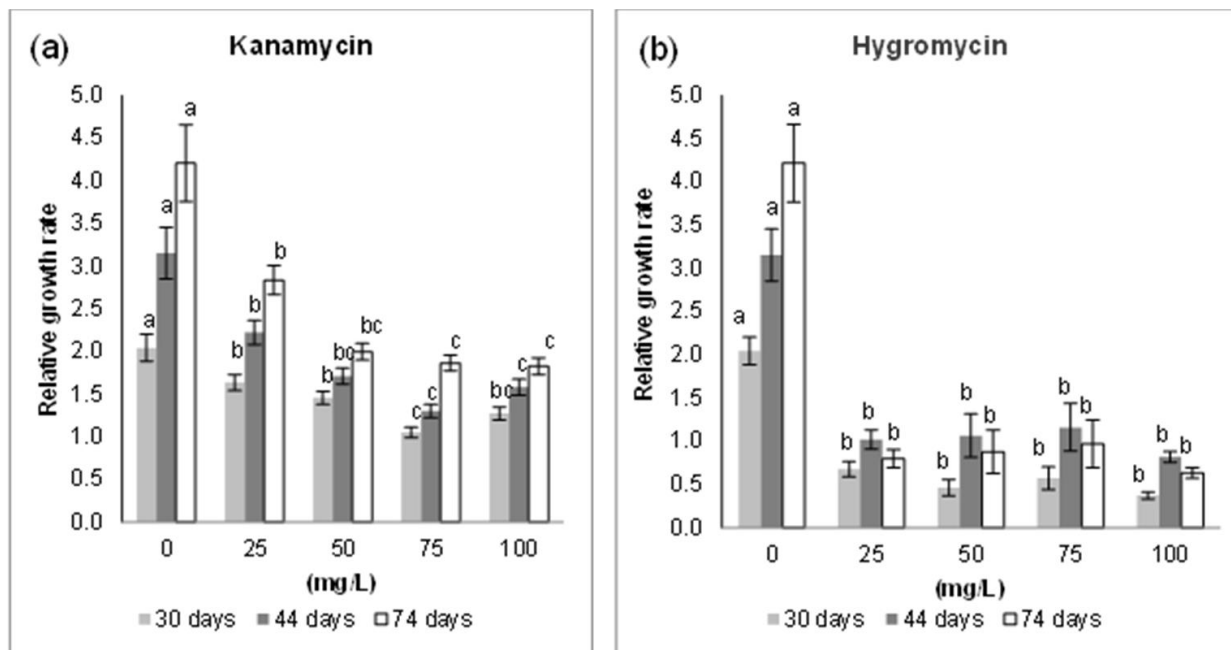 (a) Kanamycin
Relative growth rate
5.0
4.5
4.0
3.5
3.0
2.5
2.0
1.5
1.0
0.5
0.0
a a a
b b b
b bc bc
c c c
bc c c
0 25 50 75 100
(mg/L)
30 days 44 days 74 days
(b) Hygromycin
Relative growth rate
5.0
4.5
4.0
3.5
3.0
2.5
2.0
1.5
1.0
0.5
0.0
a a a
b b b
b b b
b b b
b b b
0 25 50 75 100
(mg/L)
30 days 44 days 74 days